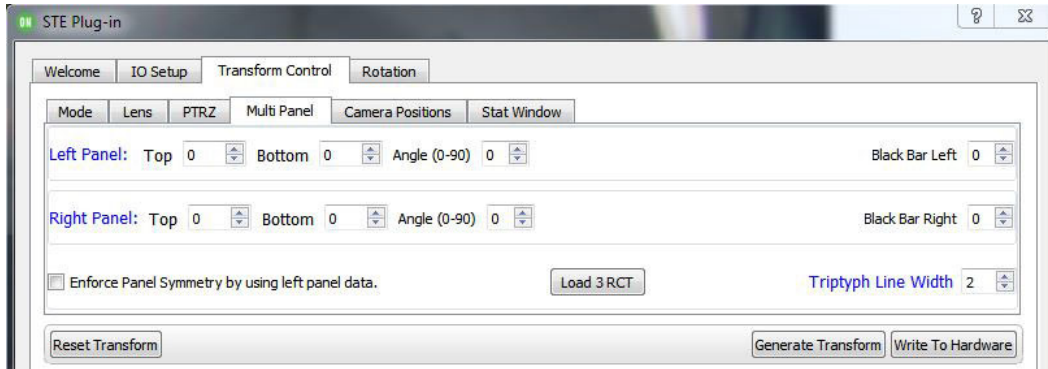 ON STE Plug-in ?
Welcome IO Setup Transform Control Rotation
Mode Lens PTRZ Multi Panel Camera Positions Stat Window
Left Panel: Top 0 Bottom 0 Angle (0-90) 0 Black Bar Left 0
Right Panel: Top 0 Bottom 0 Angle (0-90) 0 Black Bar Right 0
Enforce Panel Symmetry by using left panel data. Load 3 RCT Triptyph Line Width 2
Reset Transform Generate Transform Write To Hardware